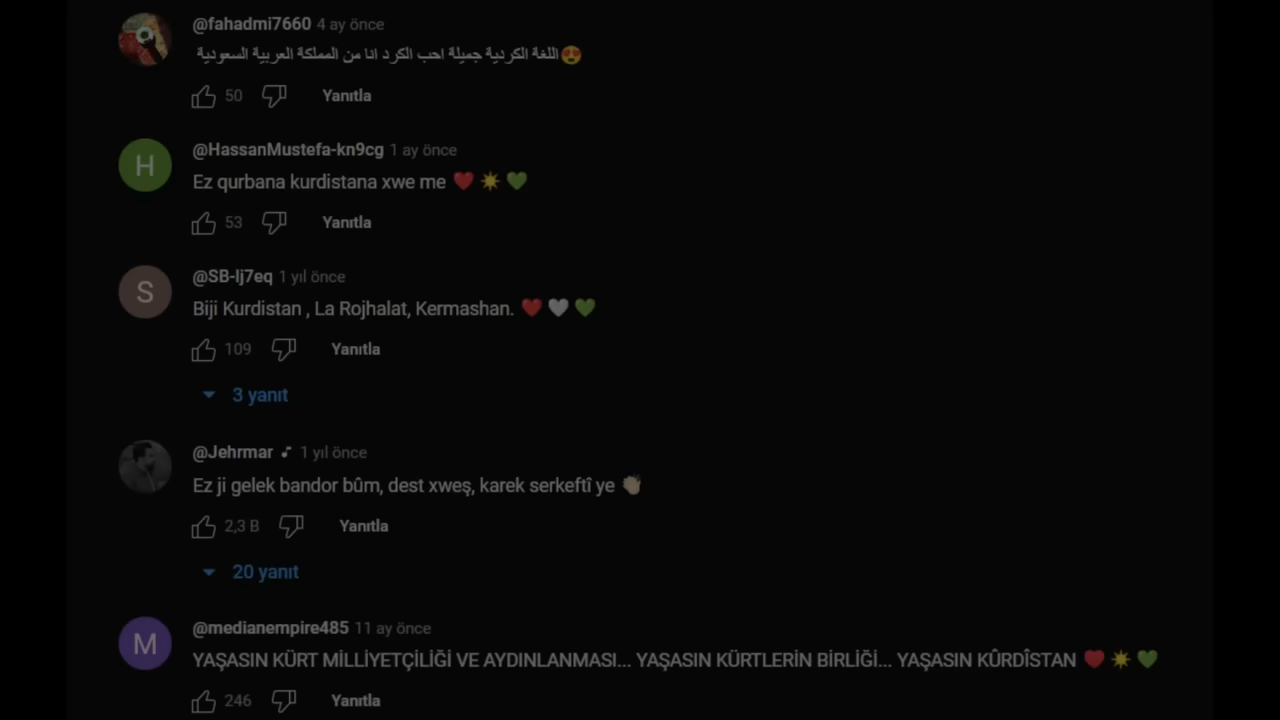 @fahadmi7660 4 ay önce
اللغة الكردية جميلة احب الكرد انا من المملكة العربية السعودية😍
50 Yanıtla
H
@HassanMustefa-kn9cg 1 ay önce
Ez qurbana kurdistana xwe me ❤️ ☀️ 💚
53 Yanıtla
S
@SB-lj7eq 1 yıl önce
Biji Kurdistan , La Rojhalat, Kermashan. ❤️ 🤍 💚
109 Yanıtla
3 yanıt
@Jehrmar 1 yıl önce
Ez ji gelek bandor bûm, dest xweş, karek serkeftî ye 👏🏼
2,3 B Yanıtla
20 yanıt
M
@medianempire485 11 ay önce
YAŞASIN KÜRT MİLLİYETÇİLİĞİ VE AYDINLANMASI... YAŞASIN KÜRTLERİN BİRLİĞİ... YAŞASIN KÛRDÎSTAN ❤️ ☀️ 💚
246 Yanıtla